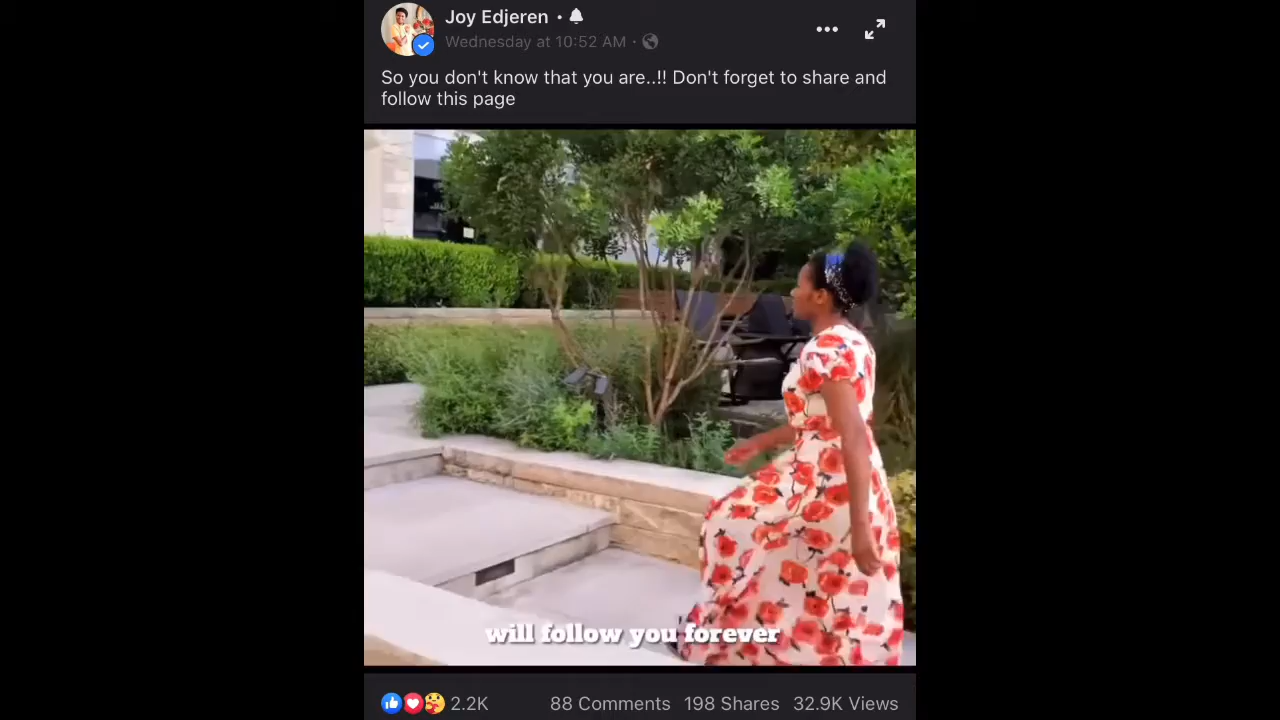 Joy Edjeren ·
Wednesday at 10:52 AM ·
So you don't know that you are..!! Don't forget to share and
follow this page
will follow you forever
2.2K 88 Comments 198 Shares 32.9K Views